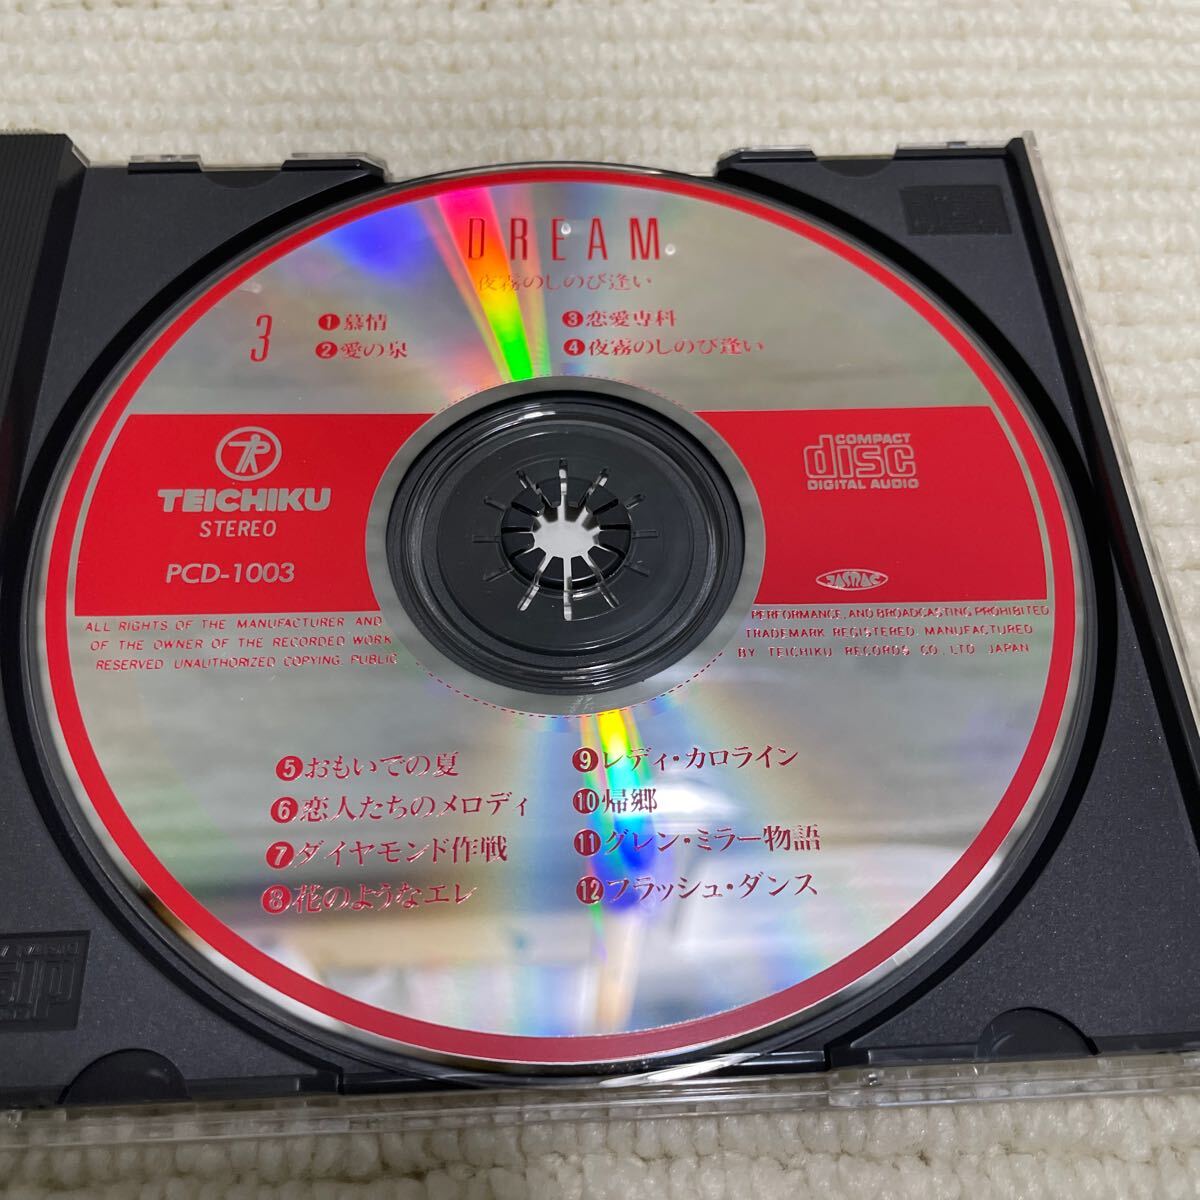 DREAM
夜霧のしのび逢い
3
❶慕情
❷愛の泉
❸恋愛専科
❹夜霧のしのび逢い
TEICHIKU
STEREO
PCD-1003
COMPACT
disc
DIGITAL AUDIO
JASRAC
ALL RIGHTS OF THE MANUFACTURER AND
OF THE OWNER OF THE RECORDED WORK
RESERVED UNAUTHORIZED COPYING. PUBLIC
PERFORMANCE, AND BROADCASTING PROHIBITED
TRADEMARK REGISTERED. MANUFACTURED
BY TEICHIKU RECORDS CO., LTD. JAPAN
❺おもいでの夏
❻恋人たちのメロディ
❼ダイヤモンド作戦
❽花のようなエレ
❾レディ・カロライン
❿帰郷
⓫グレン・ミラー物語
⓬フラッシュ・ダンス